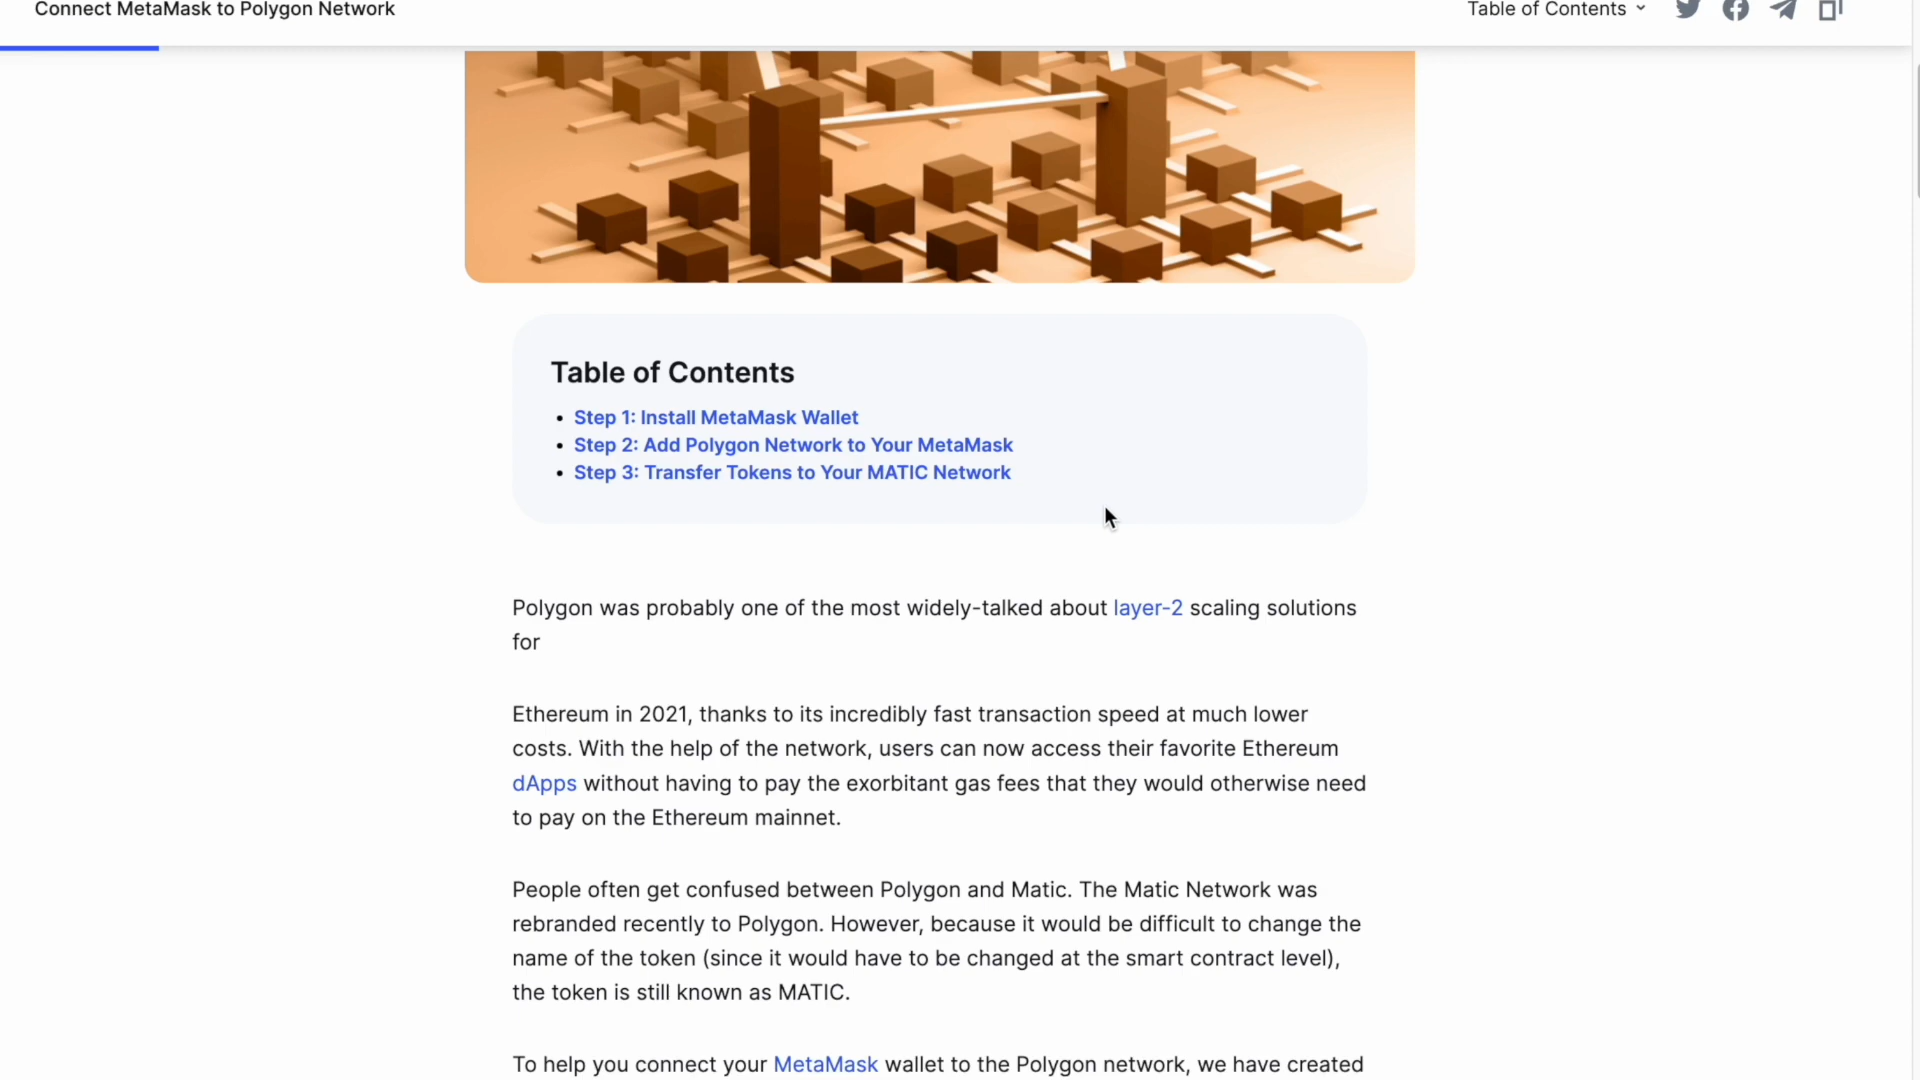 Connect MetaMask to Polygon Network
Table of Contents
Table of Contents
• Step 1: Install MetaMask Wallet
• Step 2: Add Polygon Network to Your MetaMask
• Step 3: Transfer Tokens to Your MATIC Network
Polygon was probably one of the most widely-talked about layer-2 scaling solutions
for
Ethereum in 2021, thanks to its incredibly fast transaction speed at much lower
costs. With the help of the network, users can now access their favorite Ethereum
dApps without having to pay the exorbitant gas fees that they would otherwise need
to pay on the Ethereum mainnet.
People often get confused between Polygon and Matic. The Matic Network was
rebranded recently to Polygon. However, because it would be difficult to change the
name of the token (since it would have to be changed at the smart contract level),
the token is still known as MATIC.
To help you connect your MetaMask wallet to the Polygon network, we have created